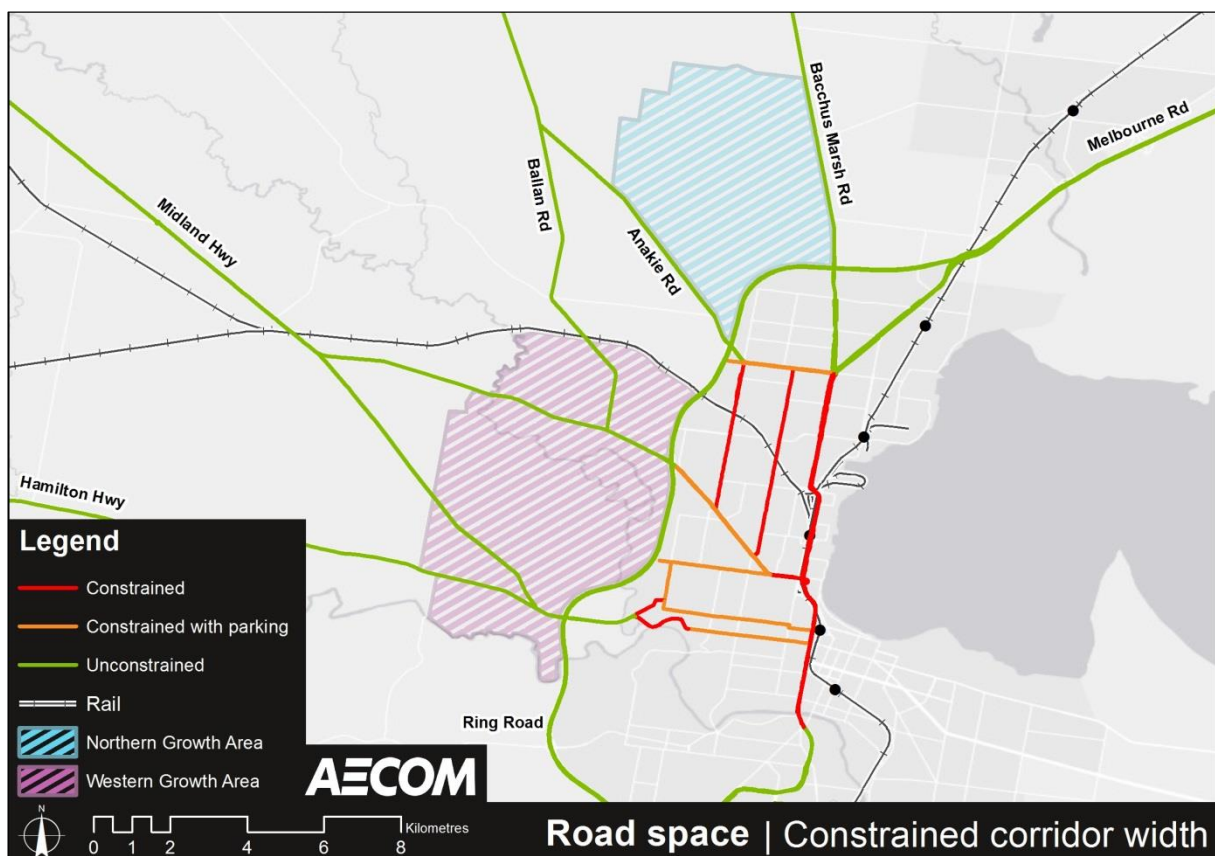 Bacchus Marsh Rd
Melbourne Rd
Ballan Rd
Midland Hwy
Anakie Rd
Hamilton Hwy
Legend
Constrained
Constrained with parking
Unconstrained
Rail
Northern Growth Area
Western Growth Area
Ring Road
AECOM
N
Kilometres
0 1 2 4 6 8
Road space | Constrained corridor width